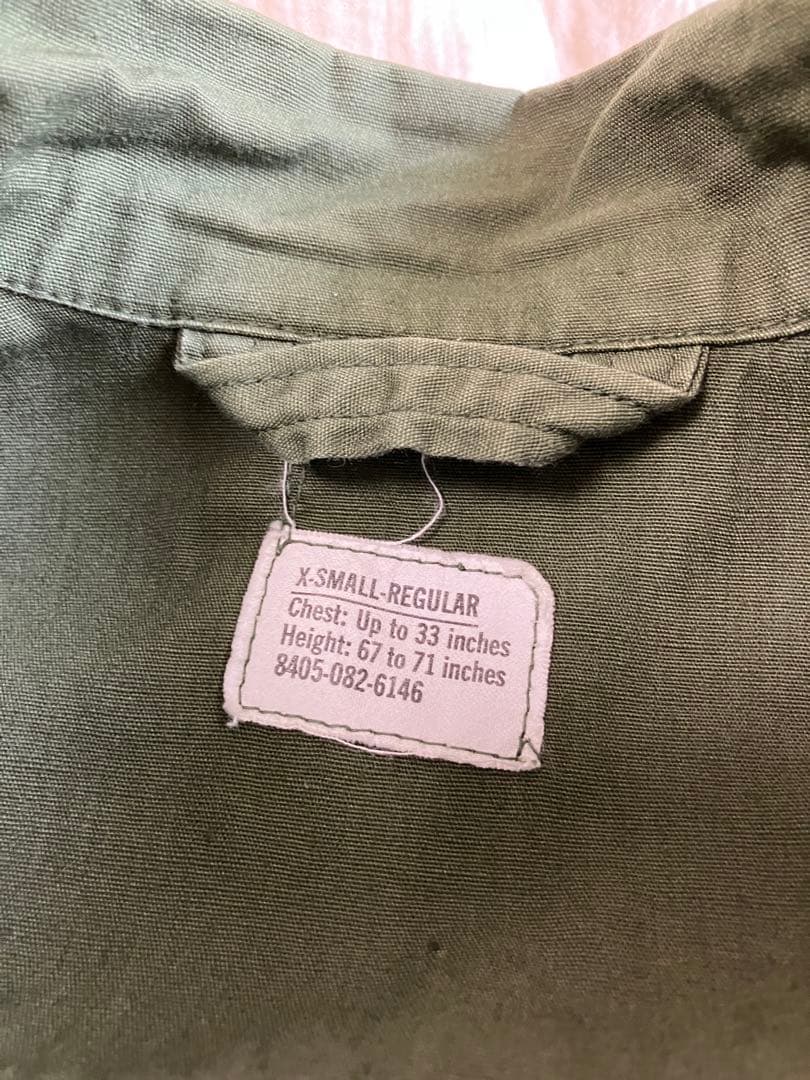 X-SMALL-REGULAR
Chest: Up to 33 inches
Height: 67 to 71 inches
8405-082-6146